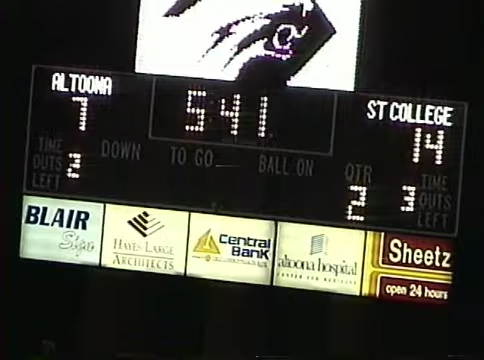 ALTOONA
7
5 41
ST COLLEGE
14
TIME
OUTS
LEFT
2
DOWN
TO GO
BALL ON
QTR
2
3
TIME
OUTS
LEFT
BLAIR
Signs
HAYES LARGE
ARCHITECTS
Central
Bank
altoona hospital
Sheetz
open 24 hours